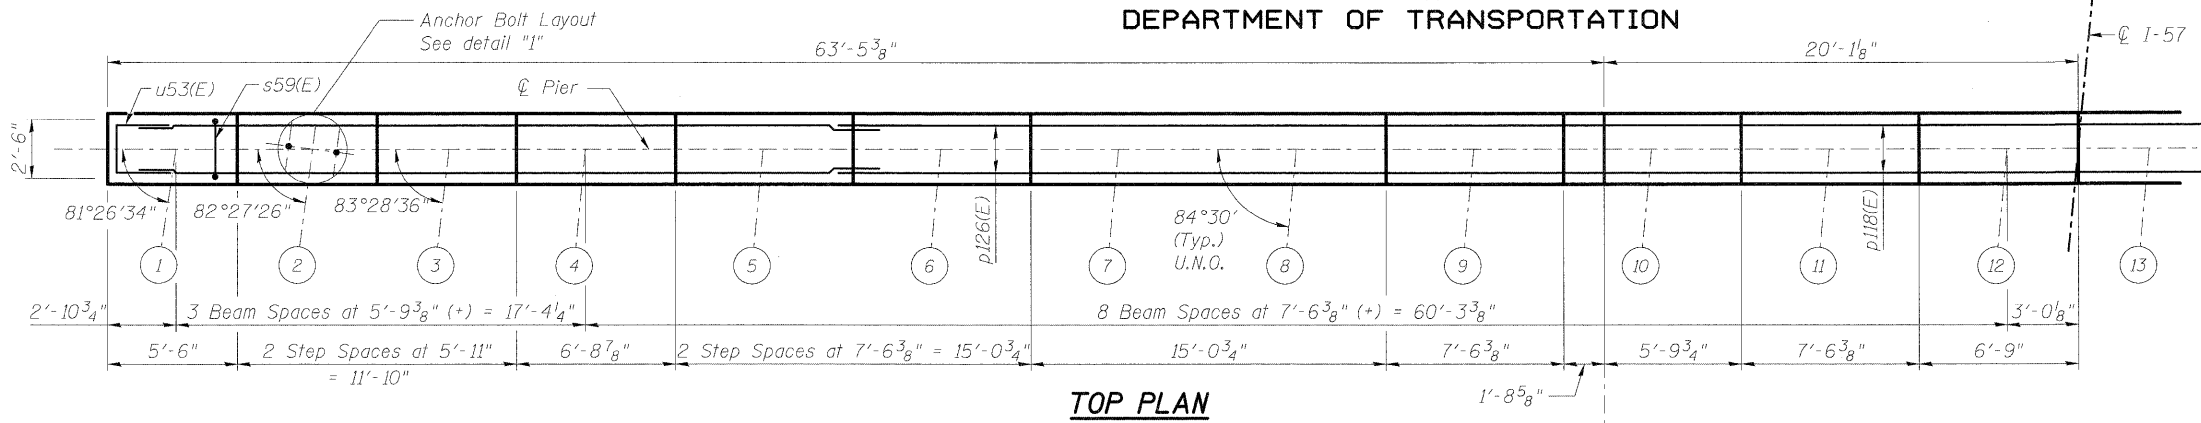 DEPARTMENT OF TRANSPORTATION
Anchor Bolt Layout
See detail "1"
63'-5 3/8"
20'-1 1/8"
℄ I-57
u53(E)
s59(E)
℄ Pier
2'-6"
81°26'34"
82°27'26"
83°28'36"
84°30'
(Typ.)
U.N.O.
p126(E)
p118(E)
1
2
3
4
5
6
7
8
9
10
11
12
13
2'-10 3/4"
3 Beam Spaces at 5'-9 3/8" (+) = 17'-4 1/4"
8 Beam Spaces at 7'-6 3/8" (+) = 60'-3 3/8"
3'-0 1/8"
5'-6"
2 Step Spaces at 5'-11"
= 11'-10"
6'-8 7/8"
2 Step Spaces at 7'-6 3/8" = 15'-0 3/4"
15'-0 3/4"
7'-6 3/8"
1'-8 5/8"
5'-9 3/4"
7'-6 3/8"
6'-9"
TOP PLAN